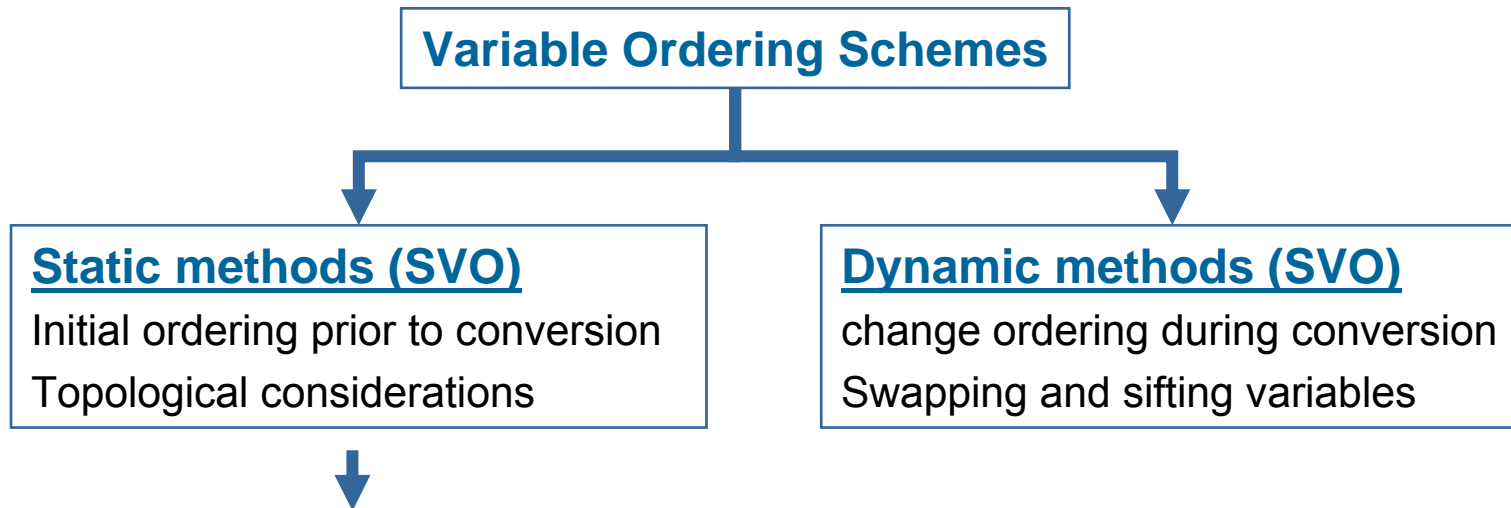 Variable Ordering Schemes
Static methods (SVO)
Initial ordering prior to conversion
Topological considerations
Dynamic methods (SVO)
change ordering during conversion
Swapping and sifting variables